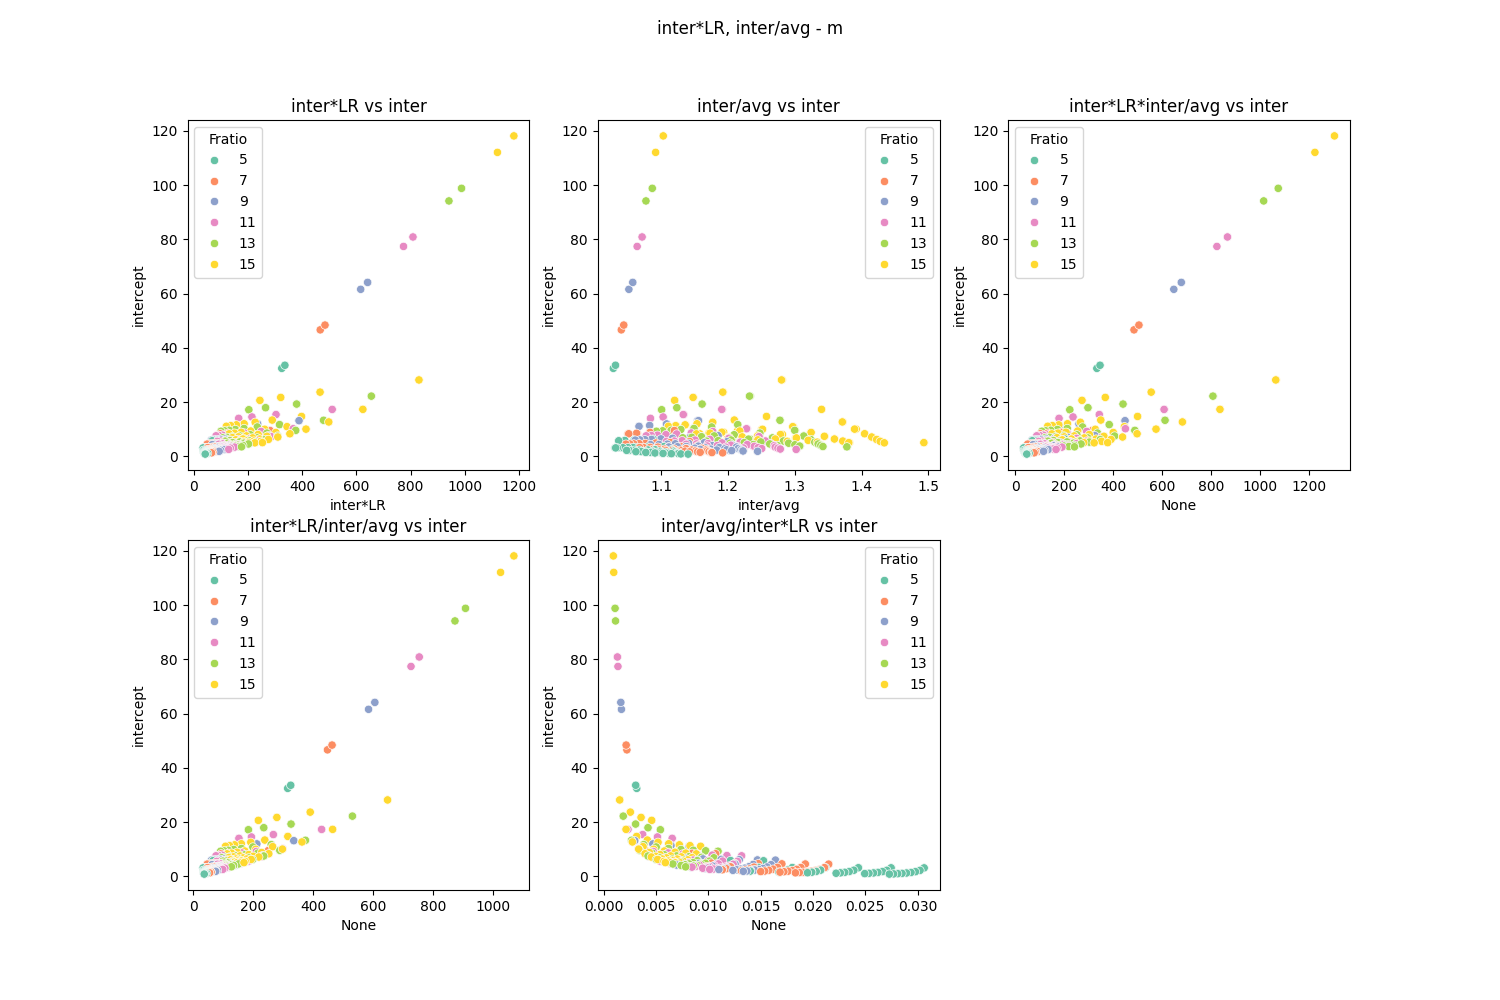 inter*LR, inter/avg - m
inter*LR vs inter
inter/avg vs inter
inter*LR*inter/avg vs inter
120
100
80
60
40
20
0
intercept
Fratio
5
7
9
11
13
15
0 200 400 600 800 1000 1200
inter*LR
120
100
80
60
40
20
0
intercept
Fratio
5
7
9
11
13
15
1.1 1.2 1.3 1.4 1.5
inter/avg
120
100
80
60
40
20
0
intercept
Fratio
5
7
9
11
13
15
0 200 400 600 800 1000 1200
None
inter*LR/inter/avg vs inter
inter/avg/inter*LR vs inter
120
100
80
60
40
20
0
intercept
Fratio
5
7
9
11
13
15
0 200 400 600 800 1000
None
120
100
80
60
40
20
0
intercept
Fratio
5
7
9
11
13
15
0.000 0.005 0.010 0.015 0.020 0.025 0.030
None